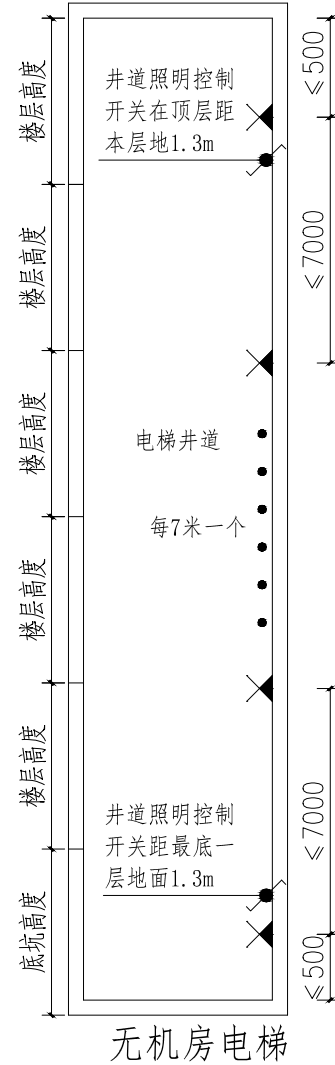 楼层高度
楼层高度
楼层高度
楼层高度
楼层高度
底坑高度
井道照明控制
开关在顶层距
本层地1.3m
电梯井道
每7米一个
井道照明控制
开关距最底一
层地面1.3m
≤500
≤7000
≤7000
≤500
无机房电梯